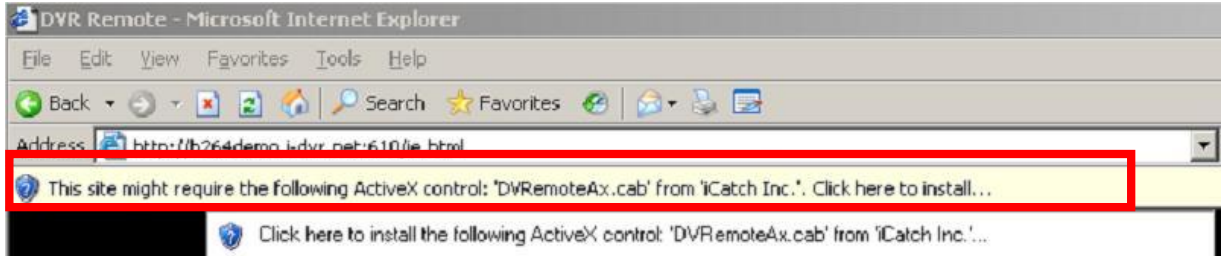 DVR Remote - Microsoft Internet Explorer
File Edit View Favorites Tools Help
Back Search Favorites
Address http://h264demo.i-dvr.net:610/ie.html
This site might require the following ActiveX control: 'DVRemoteAx.cab' from 'iCatch Inc.'. Click here to install...
Click here to install the following ActiveX control: 'DVRemoteAx.cab' from 'iCatch Inc.'...